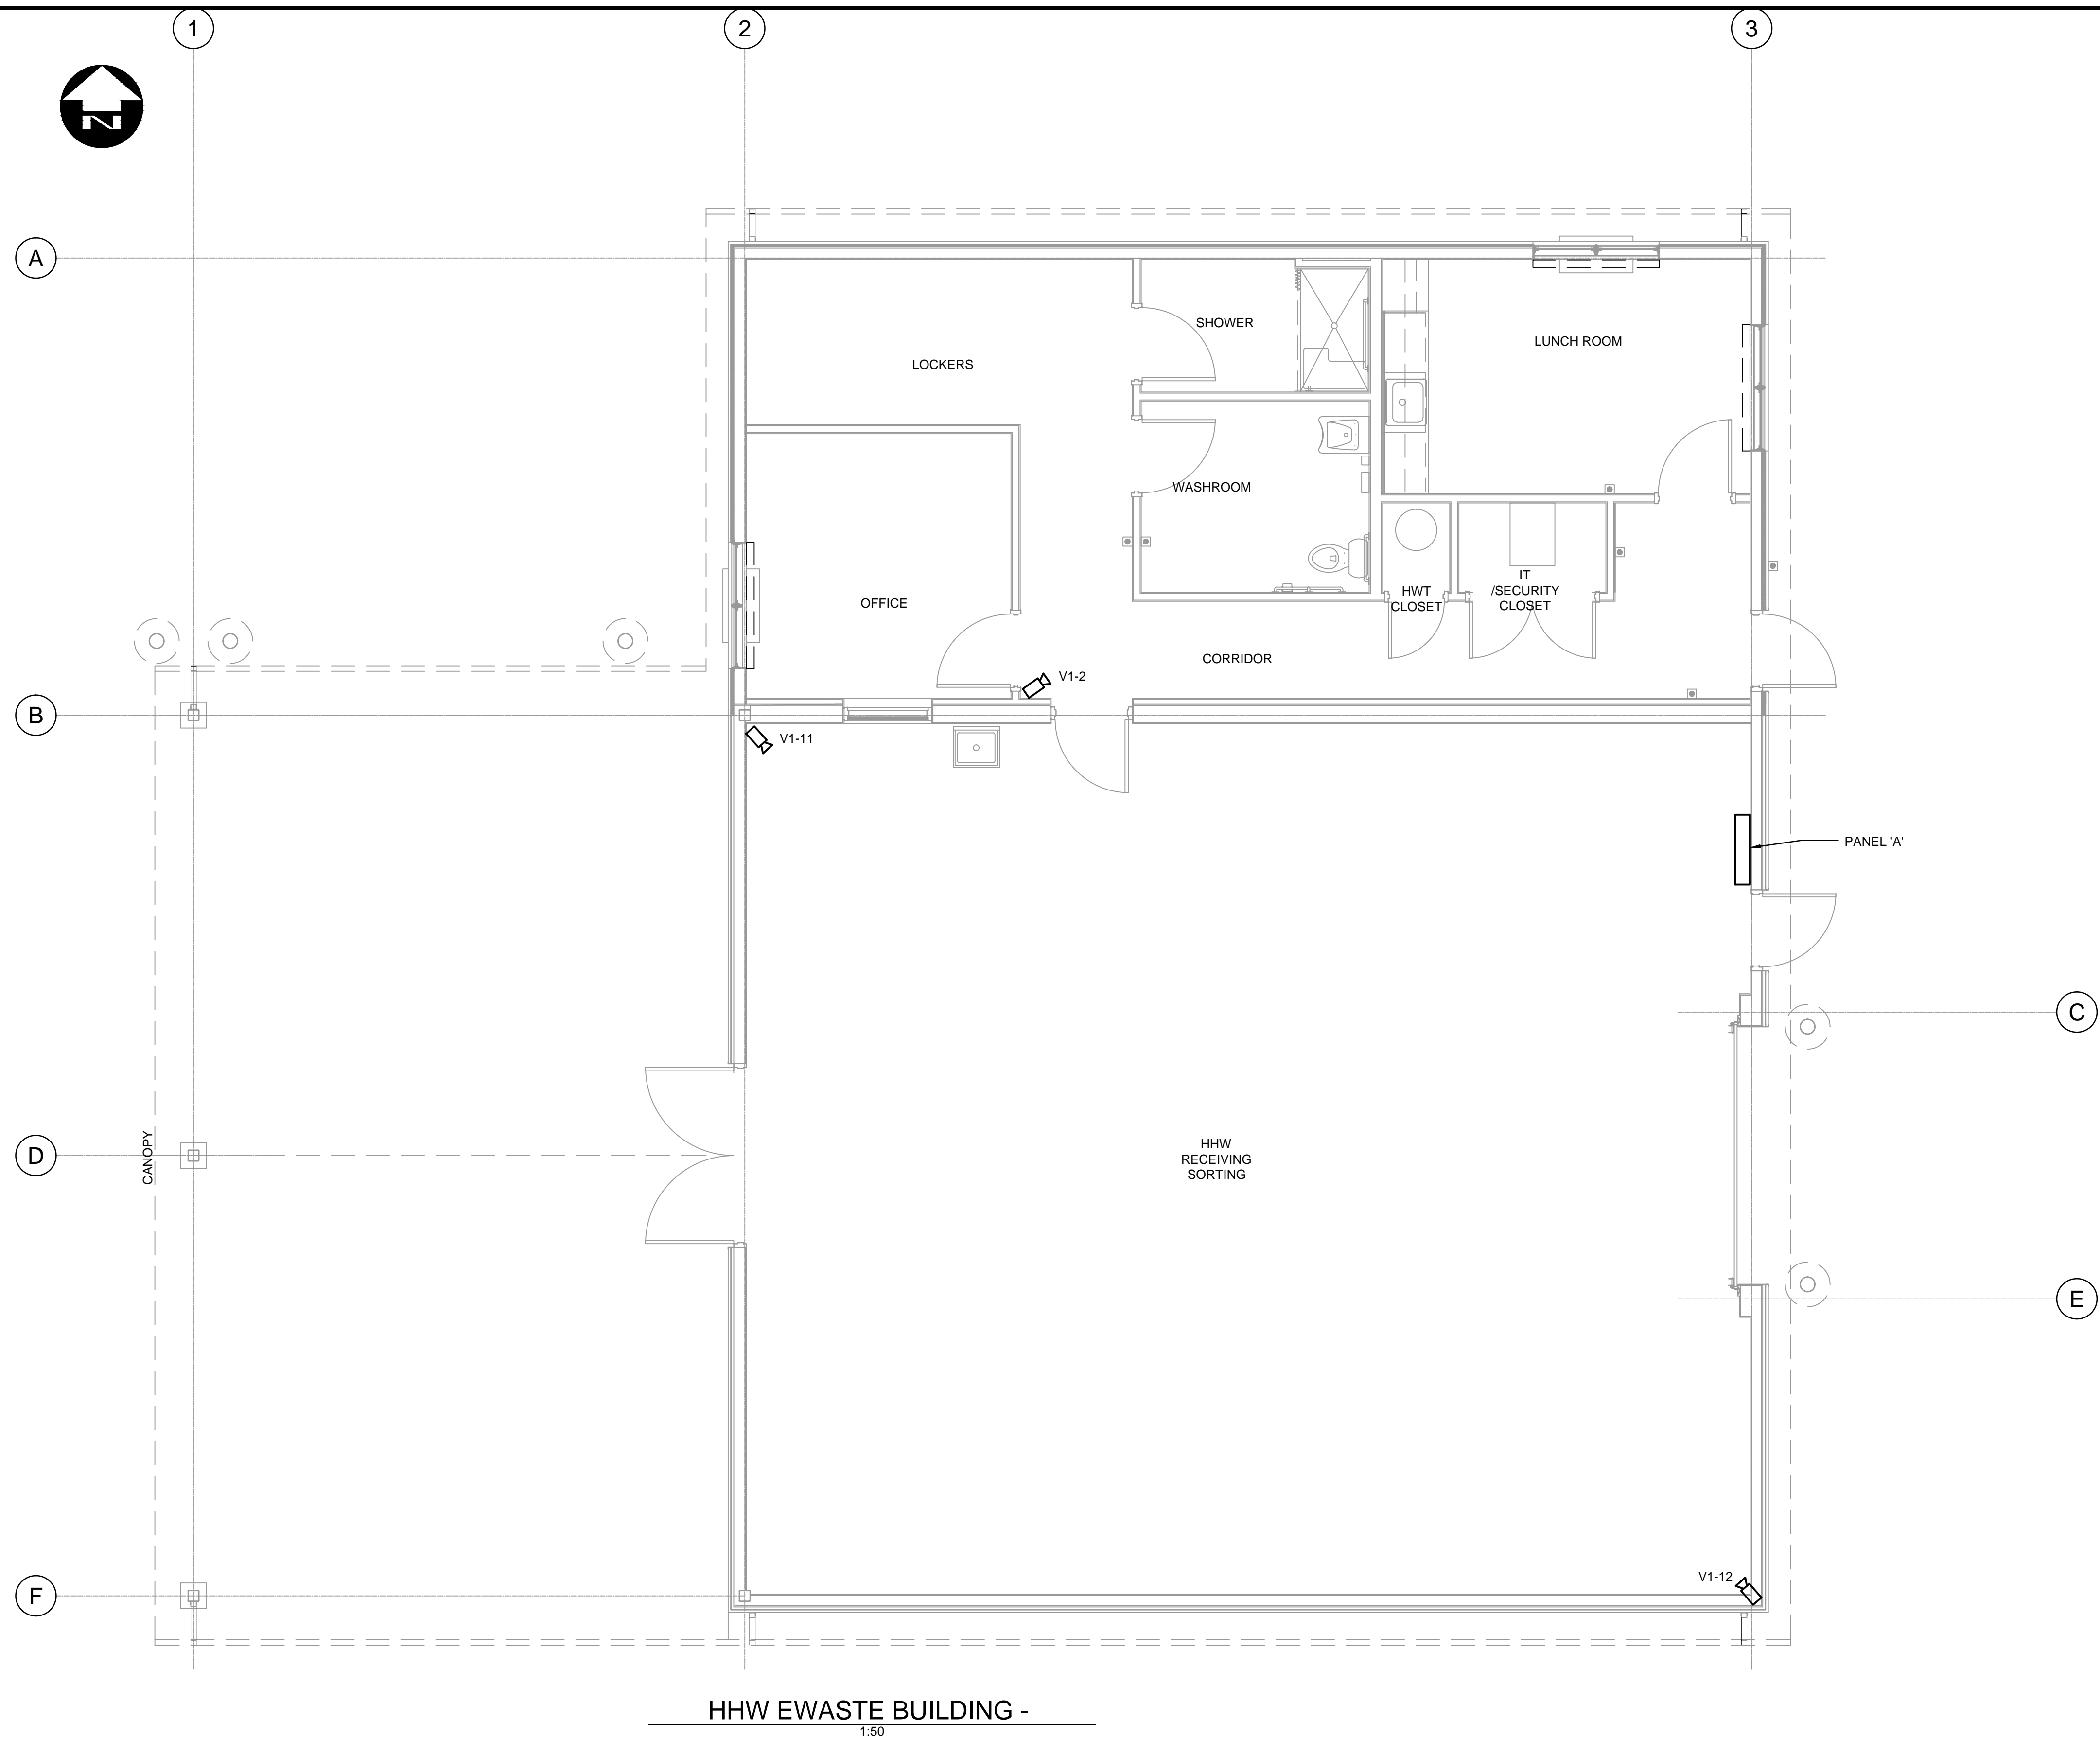 1
2
3
N
A
SHOWER
LUNCH ROOM
LOCKERS
WASHROOM
IT
/SECURITY
CLOSET
HWT
CLOSET
OFFICE
CORRIDOR
V1-2
B
V1-11
PANEL 'A'
C
CANOPY
D
HHW
RECEIVING
SORTING
E
V1-12
F
HHW EWASTE BUILDING -
1:50